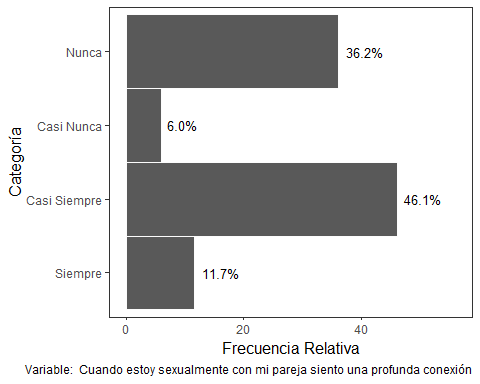 Nunca
36.2%
Casi Nunca
6.0%
Categoría
Casi Siempre
46.1%
Siempre
11.7%
0
20
40
Frecuencia Relativa
Variable:  Cuando estoy sexualmente con mi pareja siento una profunda conexión